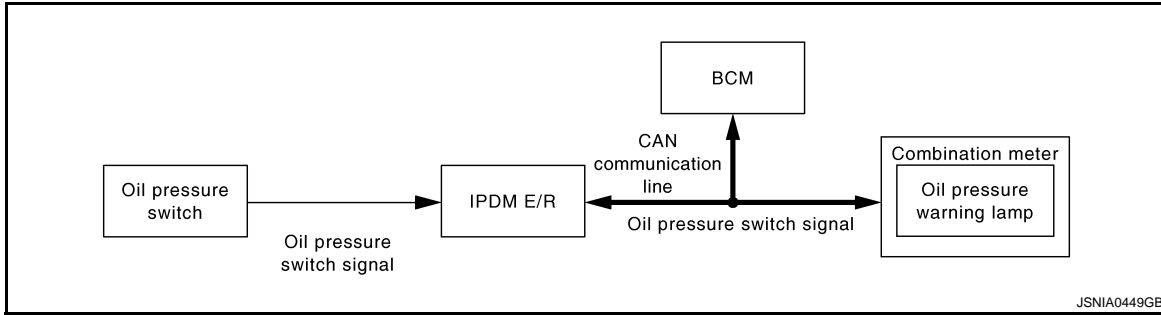 BCM
CAN
communication
line
Combination meter
Oil pressure
switch
IPDM E/R
Oil pressure
warning lamp
Oil pressure switch signal
Oil pressure
switch signal
JSNIA0449GB